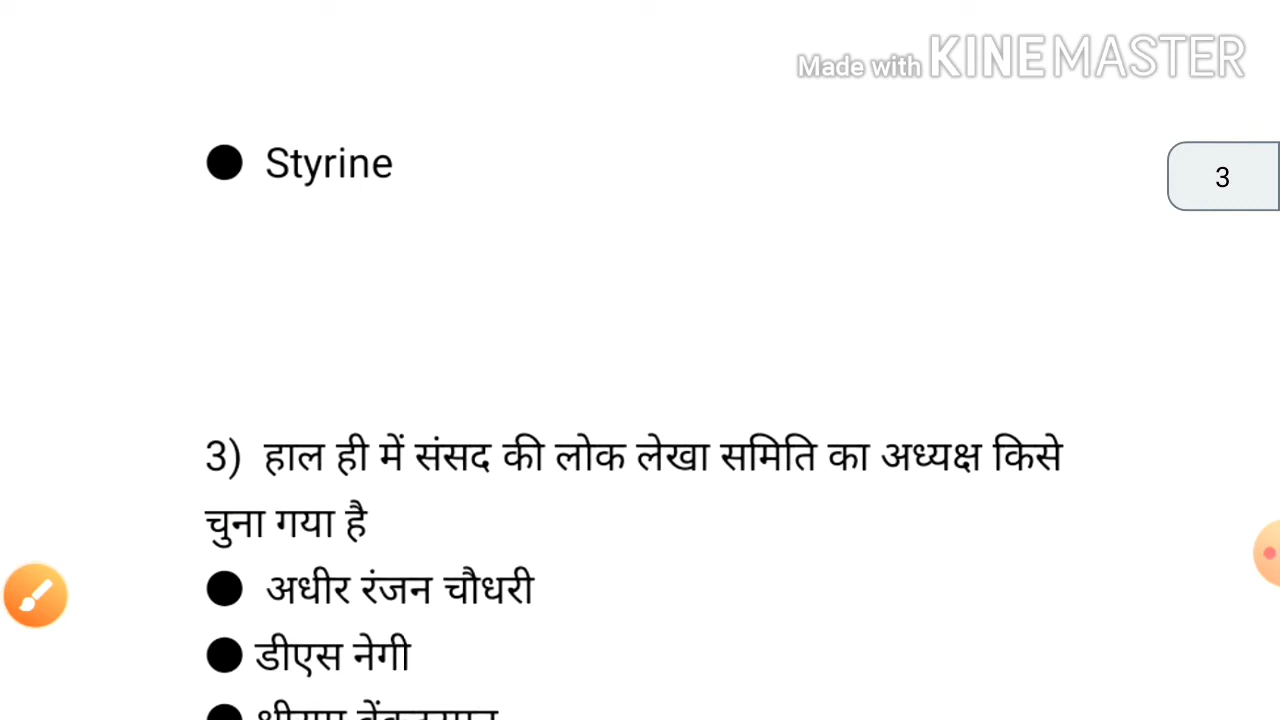 Made with KINEMASTER
● Styrine
3
3) हाल ही में संसद की लोक लेखा समिति का अध्यक्ष किसे
चुना गया है
● अधीर रंजन चौधरी
● डीएस नेगी